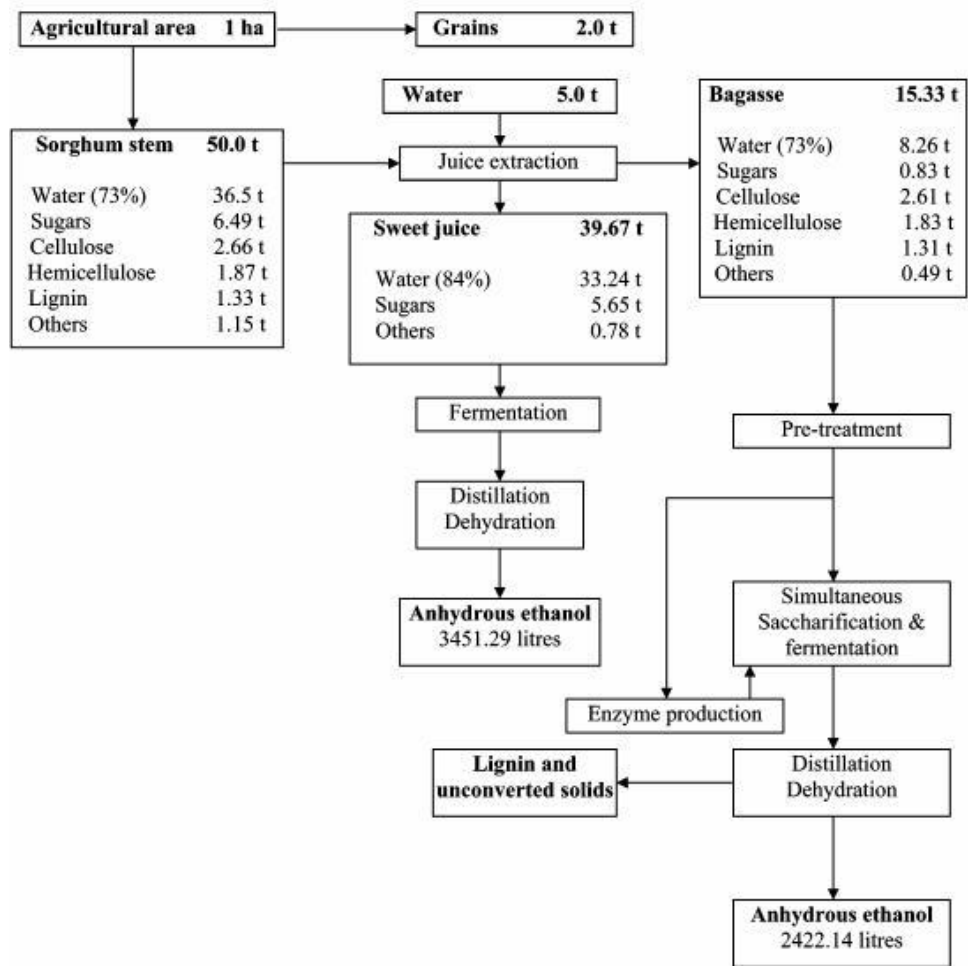 Agricultural area 1 ha
Grains 2.0 t
Water 5.0 t
Sorghum stem 50.0 t
Water (73%) 36.5 t
Sugars 6.49 t
Cellulose 2.66 t
Hemicellulose 1.87 t
Lignin 1.33 t
Others 1.15 t
Juice extraction
Bagasse 15.33 t
Water (73%) 8.26 t
Sugars 0.83 t
Cellulose 2.61 t
Hemicellulose 1.83 t
Lignin 1.31 t
Others 0.49 t
Sweet juice 39.67 t
Water (84%) 33.24 t
Sugars 5.65 t
Others 0.78 t
Fermentation
Distillation
Dehydration
Anhydrous ethanol
3451.29 litres
Pre-treatment
Simultaneous
Saccharification &
fermentation
Enzyme production
Distillation
Dehydration
Lignin and
unconverted solids
Anhydrous ethanol
2422.14 litres